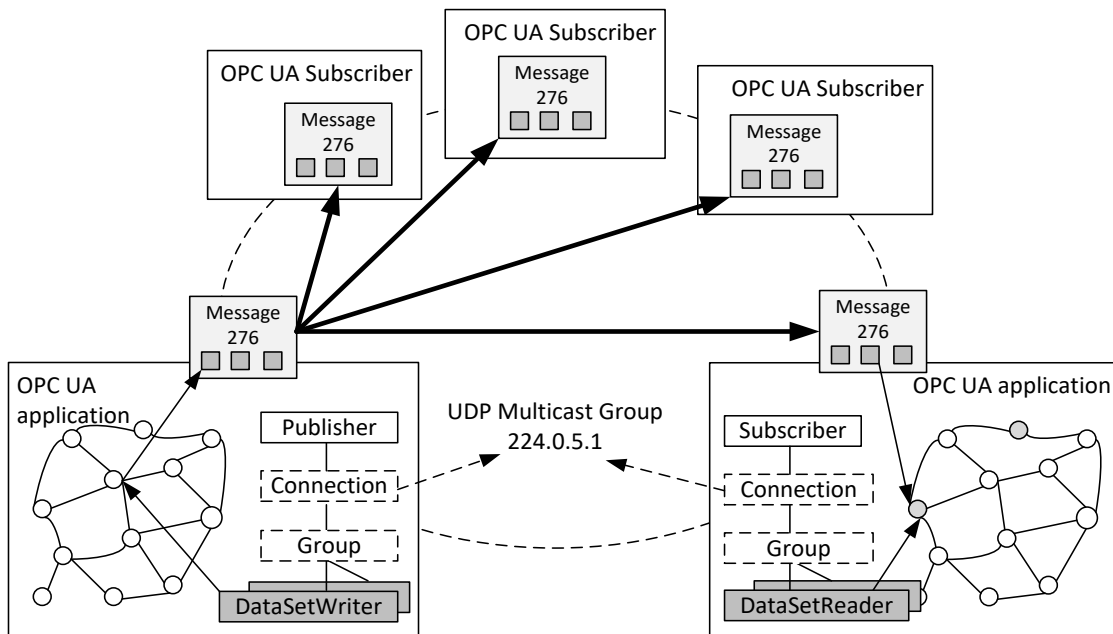 OPC UA Subscriber
Message
276
OPC UA Subscriber
Message
276
OPC UA Subscriber
Message
276
Message
276
Message
276
OPC UA
application
Publisher
Connection
Group
DataSetWriter
UDP Multicast Group
224.0.5.1
OPC UA application
Subscriber
Connection
Group
DataSetReader